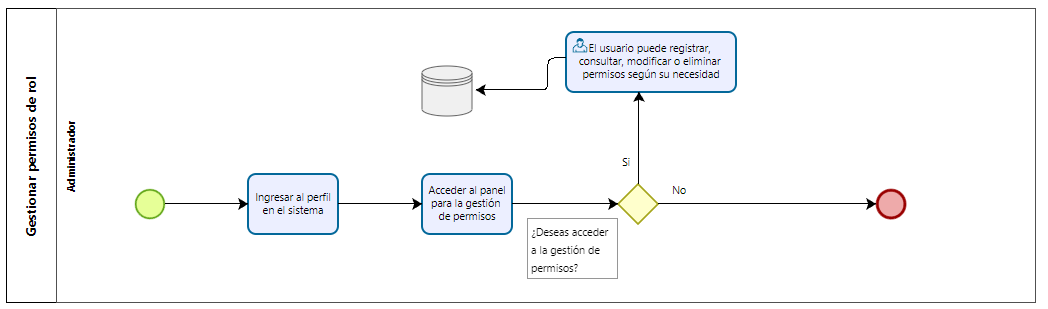 Gestionar permisos de rol
Administrador
El usuario puede registrar,
consultar, modificar o eliminar
permisos según su necesidad
Si
No
Ingresar al perfil
en el sistema
Acceder al panel
para la gestión
de permisos
¿Deseas acceder
a la gestión de
permisos?